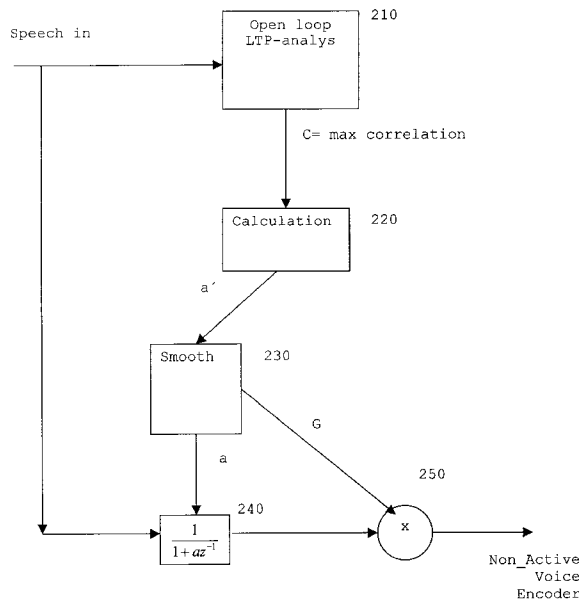 210
Speech in
Open loop
LTP-analys
C= max correlation
Calculation
220
a´
Smooth
230
G
a
250
240
1
1+az⁻¹
x
Non_Active
Voice
Encoder